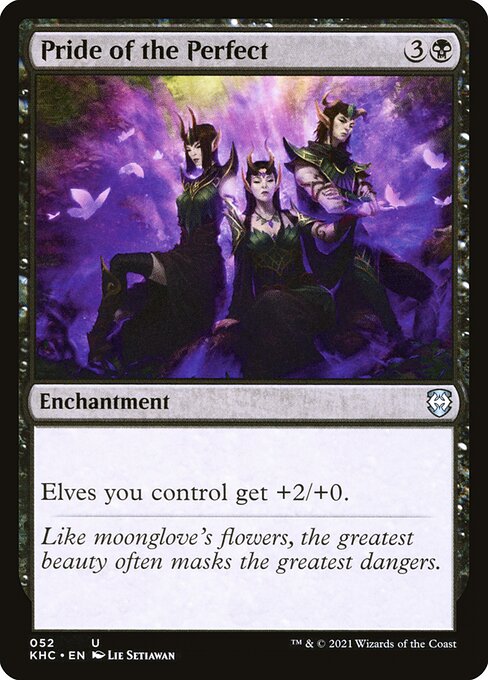 Pride of the Perfect 3
Enchantment
Elves you control get +2/+0.
Like moonglove's flowers, the greatest
beauty often masks the greatest dangers.
052 U
KHC • EN Lie Setiawan
™ & © 2021 Wizards of the Coast